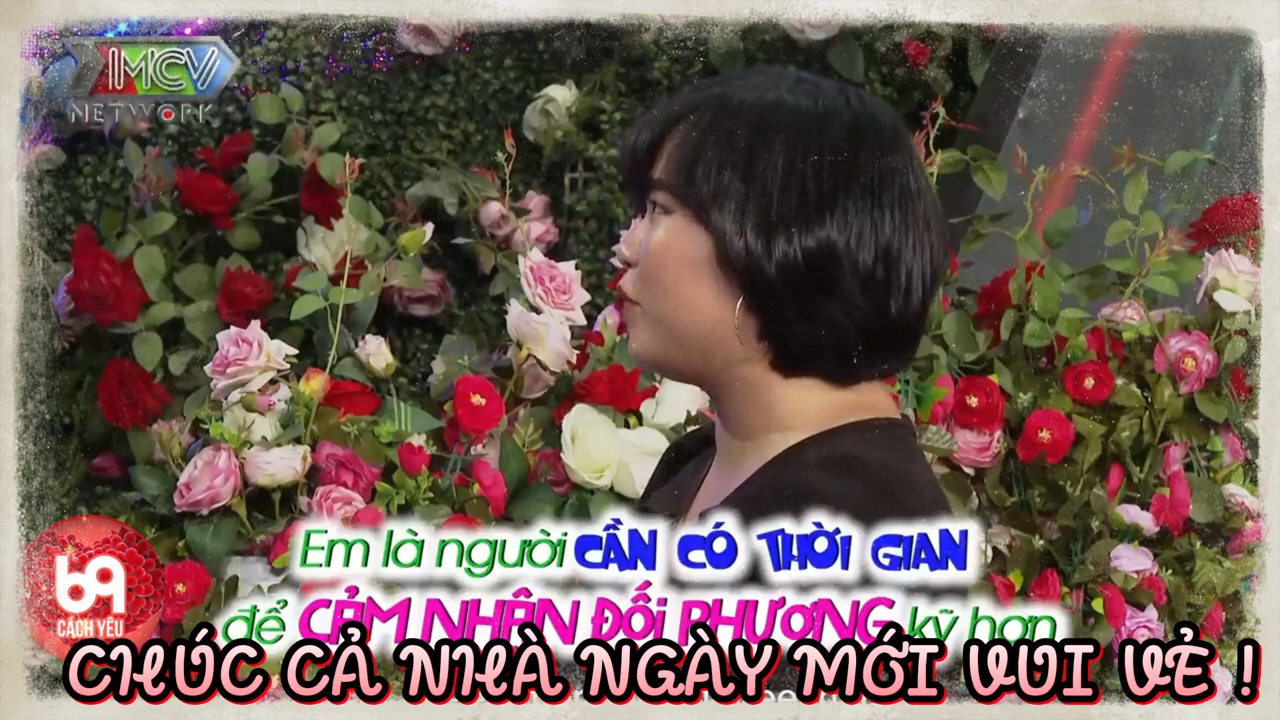 MCV
NETWORK
Em là người CẦN CÓ THỜI GIAN
để CẢM NHẬN ĐỐI PHƯƠNG kỹ hơn
69
CÁCH YÊU
CHÚC CẢ NHÀ NGÀY MỚI VUI VẺ !